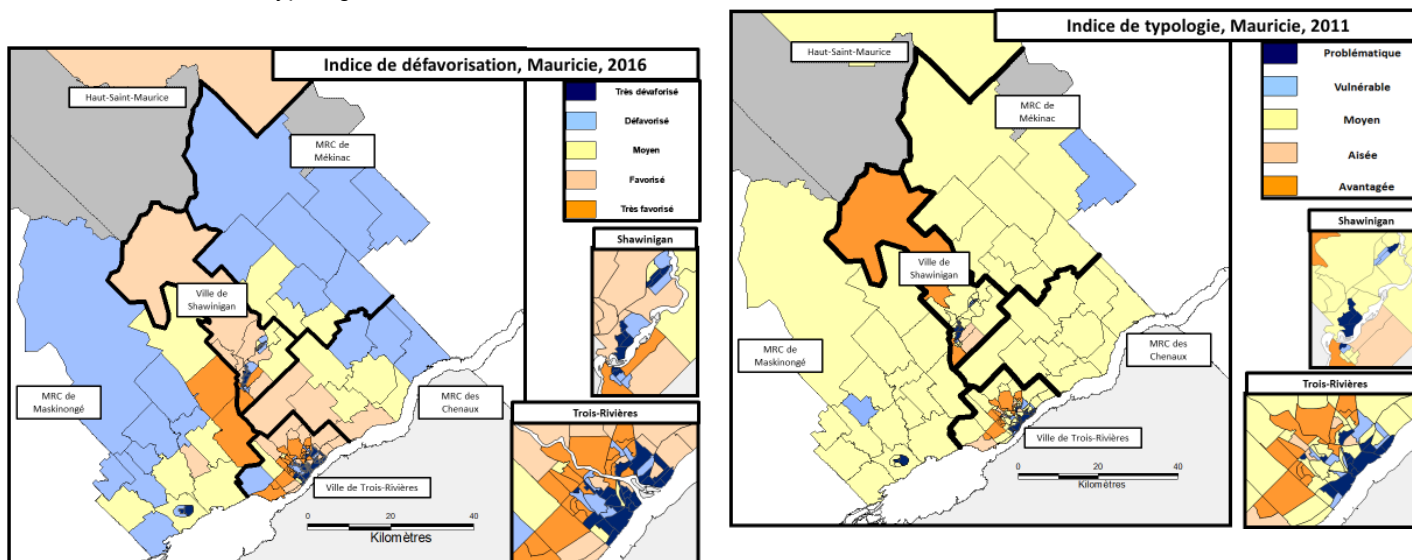 Indice de défavorisation, Mauricie, 2016
Haut-Saint-Maurice
MRC de
Mékinac
Très dévaforisé
Défavorisé
Moyen
Favorisé
Très favorisé
Shawinigan
Ville de
Shawinigan
MRC de
Maskinongé
MRC des
Chenaux
Trois-Rivières
Ville de Trois-Rivières
0 20 40
Kilomètres
Indice de typologie, Mauricie, 2011
Haut-Saint-Maurice
MRC de
Mékinac
Problématique
Vulnérable
Moyen
Aisée
Avantagée
Shawinigan
Ville de
Shawinigan
MRC de
Maskinongé
MRC des
Chenaux
Trois-Rivières
Ville de Trois-Rivières
0 20 40
Kilomètres